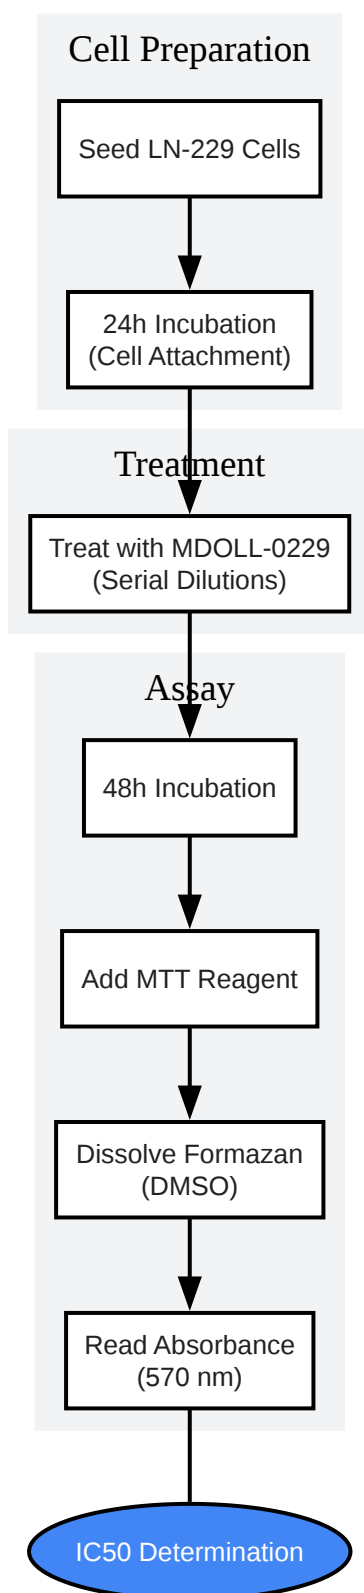 Cell Preparation
Seed LN-229 Cells
24h Incubation
(Cell Attachment)
Treatment
Treat with MDOLL-0229
(Serial Dilutions)
Assay
48h Incubation
Add MTT Reagent
Dissolve Formazan
(DMSO)
Read Absorbance
(570 nm)
IC50 Determination